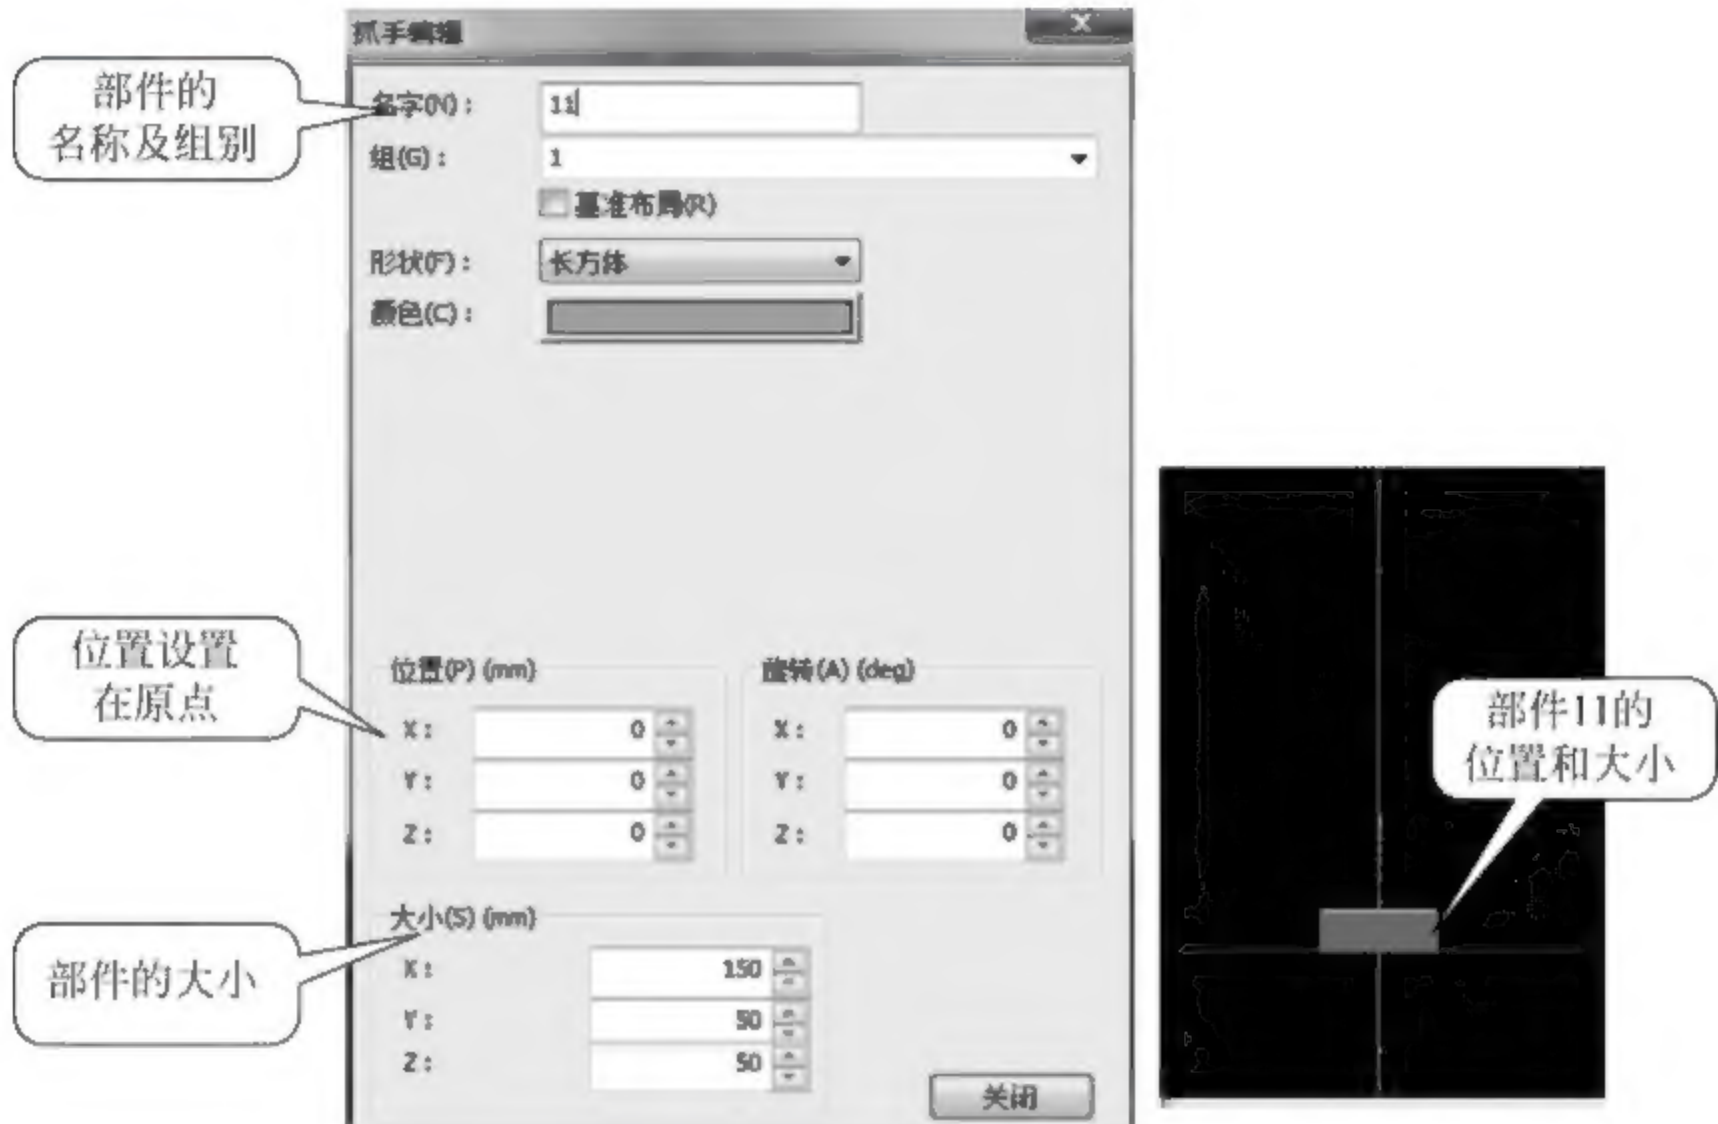 抓手编辑
X
部件的
名称及组别
名字(N)：
11
组(G)：
1
基准布局(R)
形状(F)：
长方体
颜色(C)：
位置设置
在原点
位置(P) (mm)
X：
0
Y：
0
Z：
0
旋转(A) (deg)
X：
0
Y：
0
Z：
0
部件11的
位置和大小
部件的大小
大小(S) (mm)
X：
150
Y：
50
Z：
50
关闭